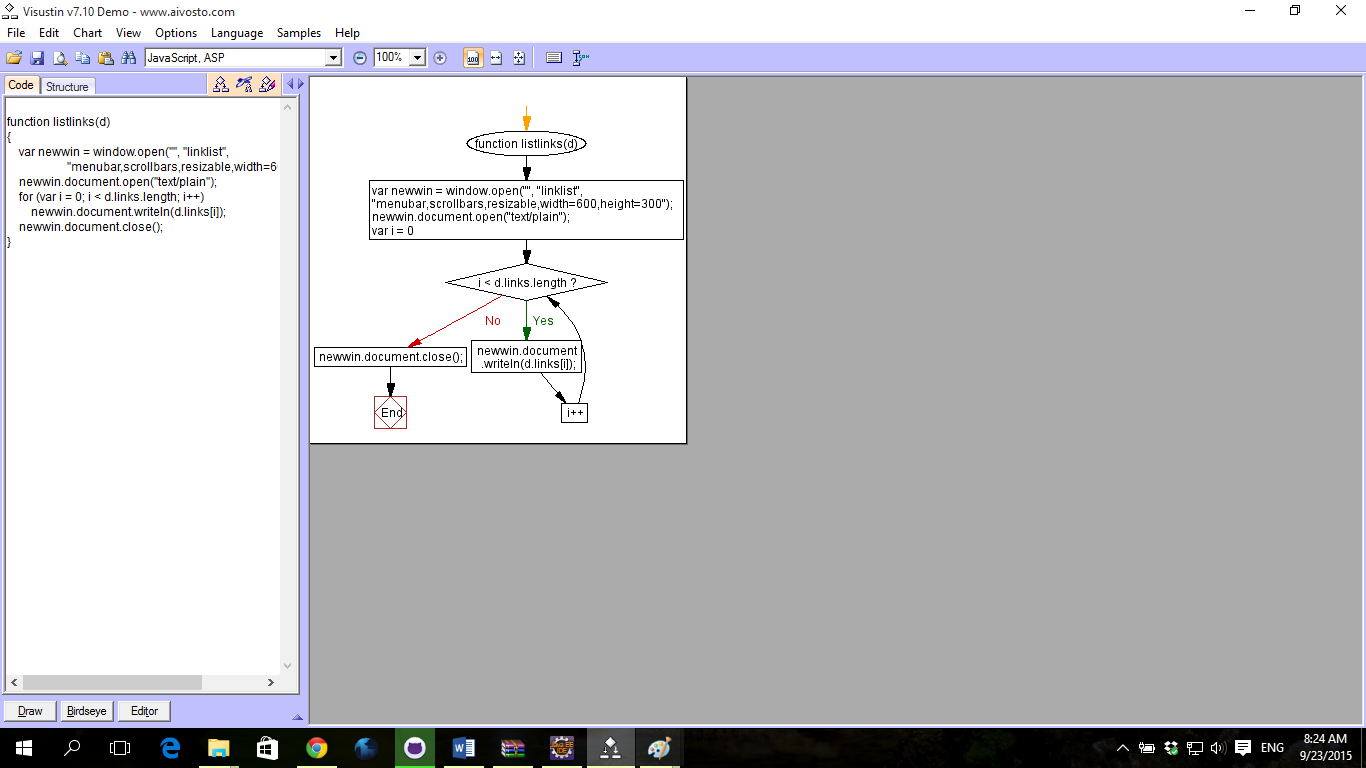 Visustin v7.10 Demo - www.aivosto.com
File Edit Chart View Options Language Samples Help
JavaScript, ASP 100%
Code Structure
function listlinks(d)
{
var newwin = window.open("", "linklist",
"menubar,scrollbars,resizable,width=6
newwin.document.open("text/plain");
for (var i = 0; i < d.links.length; i++)
newwin.document.writeln(d.links[i]);
newwin.document.close();
}
Draw Birdseye Editor
function listlinks(d)
var newwin = window.open("", "linklist",
"menubar,scrollbars,resizable,width=600,height=300");
newwin.document.open("text/plain");
var i = 0
i < d.links.length ?
No Yes
newwin.document.close();
newwin.document
.writeln(d.links[i]);
End
i++
ENG
8:24 AM
9/23/2015